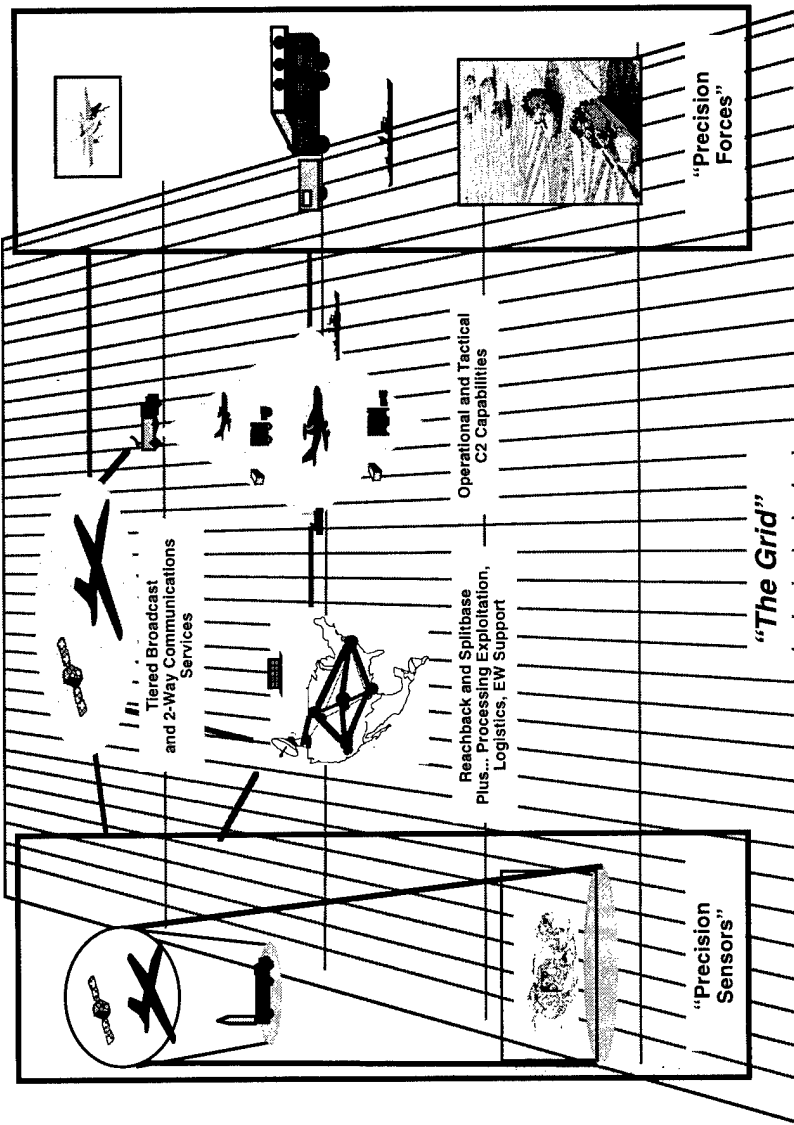 Tiered Broadcast
and 2-Way Communications
Services
Reachback and Splitbase
Plus... Processing Exploitation,
Logistics, EW Support
Operational and Tactical
C2 Capabilities
"Precision
Sensors"
"Precision
Forces"
"The Grid"